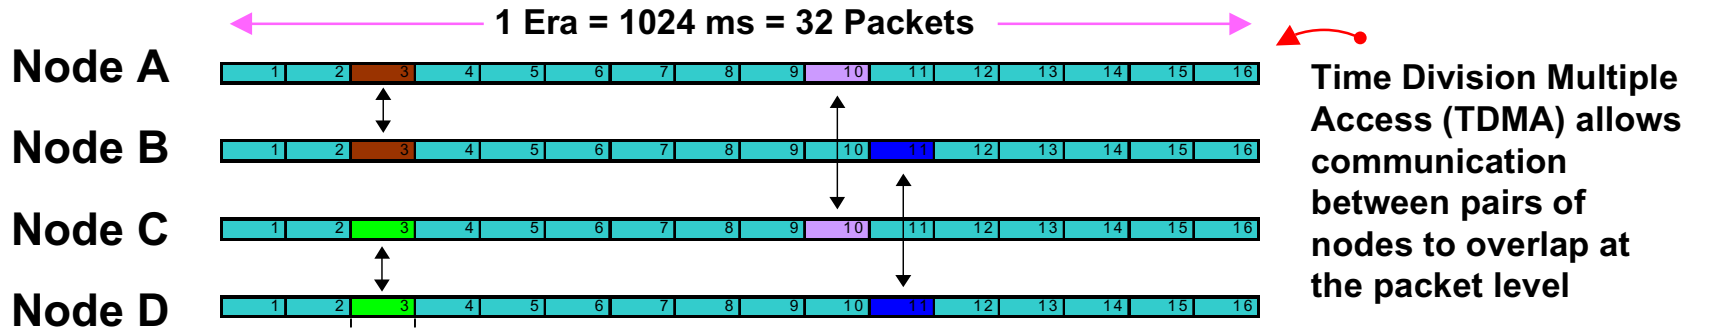 1 Era = 1024 ms = 32 Packets
Node A
1 2 3 4 5 6 7 8 9 10 11 12 13 14 15 16
Node B
1 2 3 4 5 6 7 8 9 10 11 12 13 14 15 16
Node C
1 2 3 4 5 6 7 8 9 10 11 12 13 14 15 16
Node D
1 2 3 4 5 6 7 8 9 10 11 12 13 14 15 16
Time Division Multiple
Access (TDMA) allows
communication
between pairs of
nodes to overlap at
the packet level